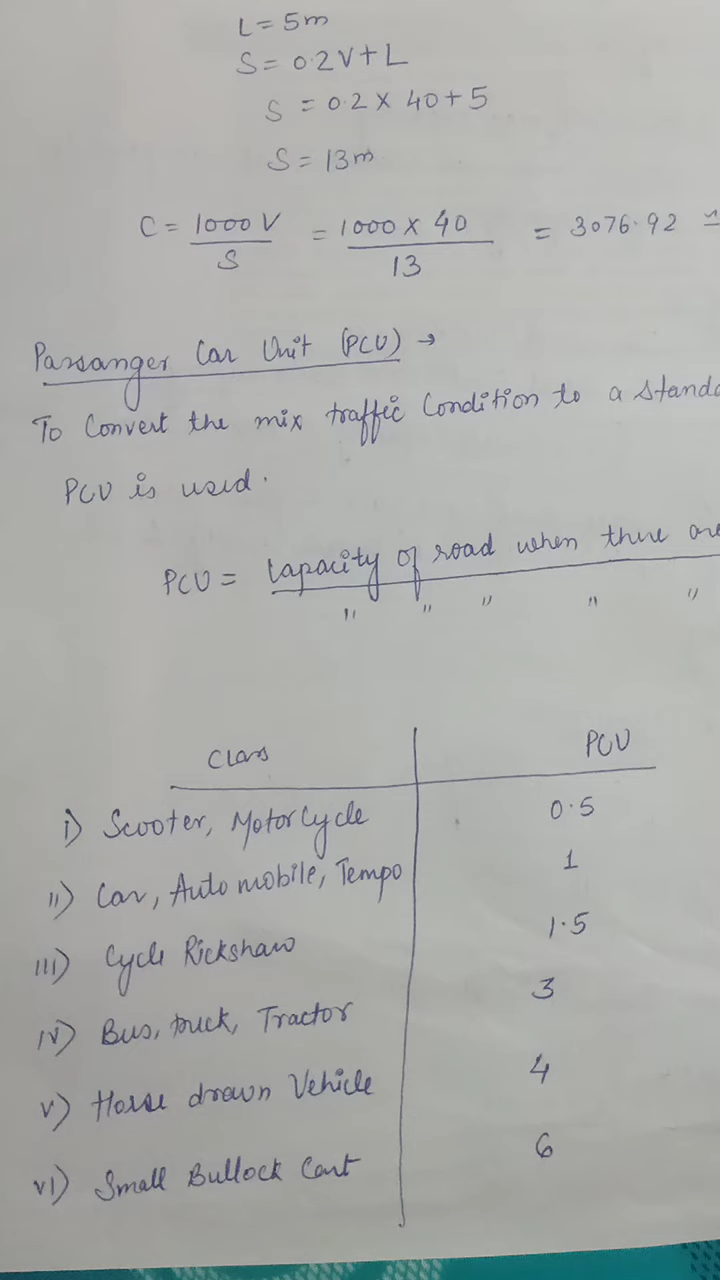 L = 5m
S = 0.2V + L
S = 0.2 × 40 + 5
S = 13m
C = 1000 V / S = 1000 × 40 / 13 = 3076.92
Passanger Car Unit (PCU) →
To Convert the mix traffic Condition to a standa
PCU is used.
PCU = Capacity of road when there are
" " " " "
Class PCU
i) Scooter, Motorcycle 0.5
ii) Car, Automobile, Tempo 1
iii) Cycle Rickshaw 1.5
iv) Bus, truck, Tractor 3
v) Horse drawn Vehicle 4
vi) Small Bullock Cart 6